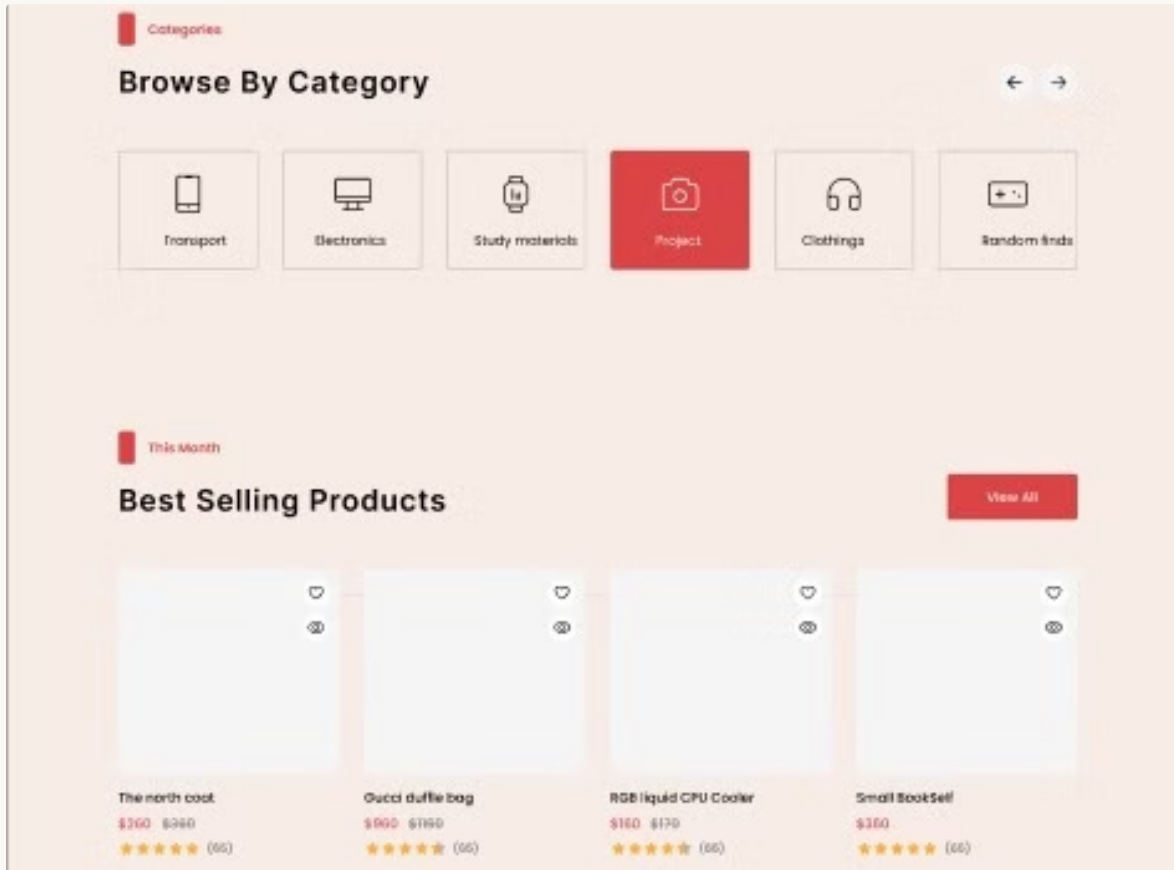 Categories
Browse By Category
Transport
Electronics
Study materials
Project
Clothings
Random finds
This Month
Best Selling Products
View All
The north coat
$260 $360
(65)
Gucci duffle bag
$960 $1160
(65)
RGB liquid CPU Cooler
$160 $170
(65)
Small BookSelf
$360
(65)